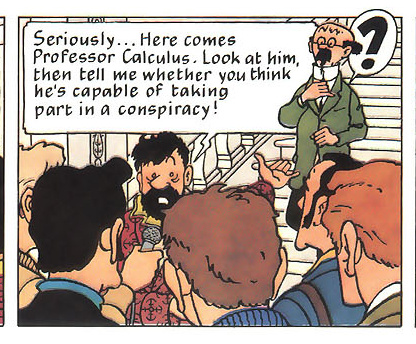 Seriously... Here comes
Professor Calculus. Look at him,
then tell me whether you think
he's capable of taking
part in a conspiracy!
?